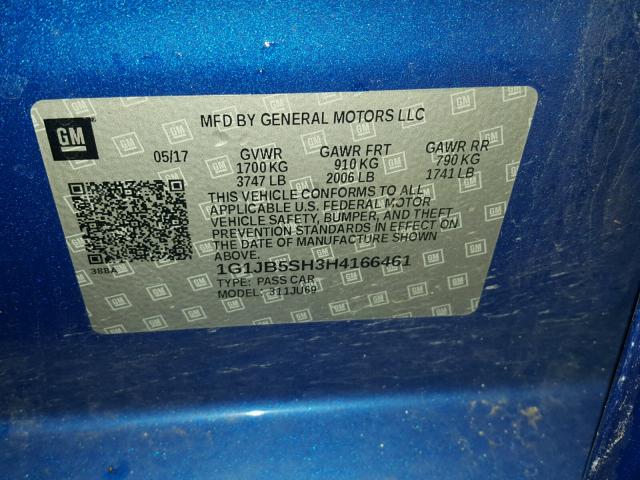 GM
MFD BY GENERAL MOTORS LLC
05/17 GVWR GAWR FRT GAWR RR
1700 KG 910 KG 790 KG
3747 LB 2006 LB 1741 LB
THIS VEHICLE CONFORMS TO ALL
APPLICABLE U.S. FEDERAL MOTOR
VEHICLE SAFETY, BUMPER, AND THEFT
PREVENTION STANDARDS IN EFFECT ON
THE DATE OF MANUFACTURE SHOWN
ABOVE.
388A
1G1JB5SH3H4166461
TYPE: PASS CAR
MODEL: 311JU69